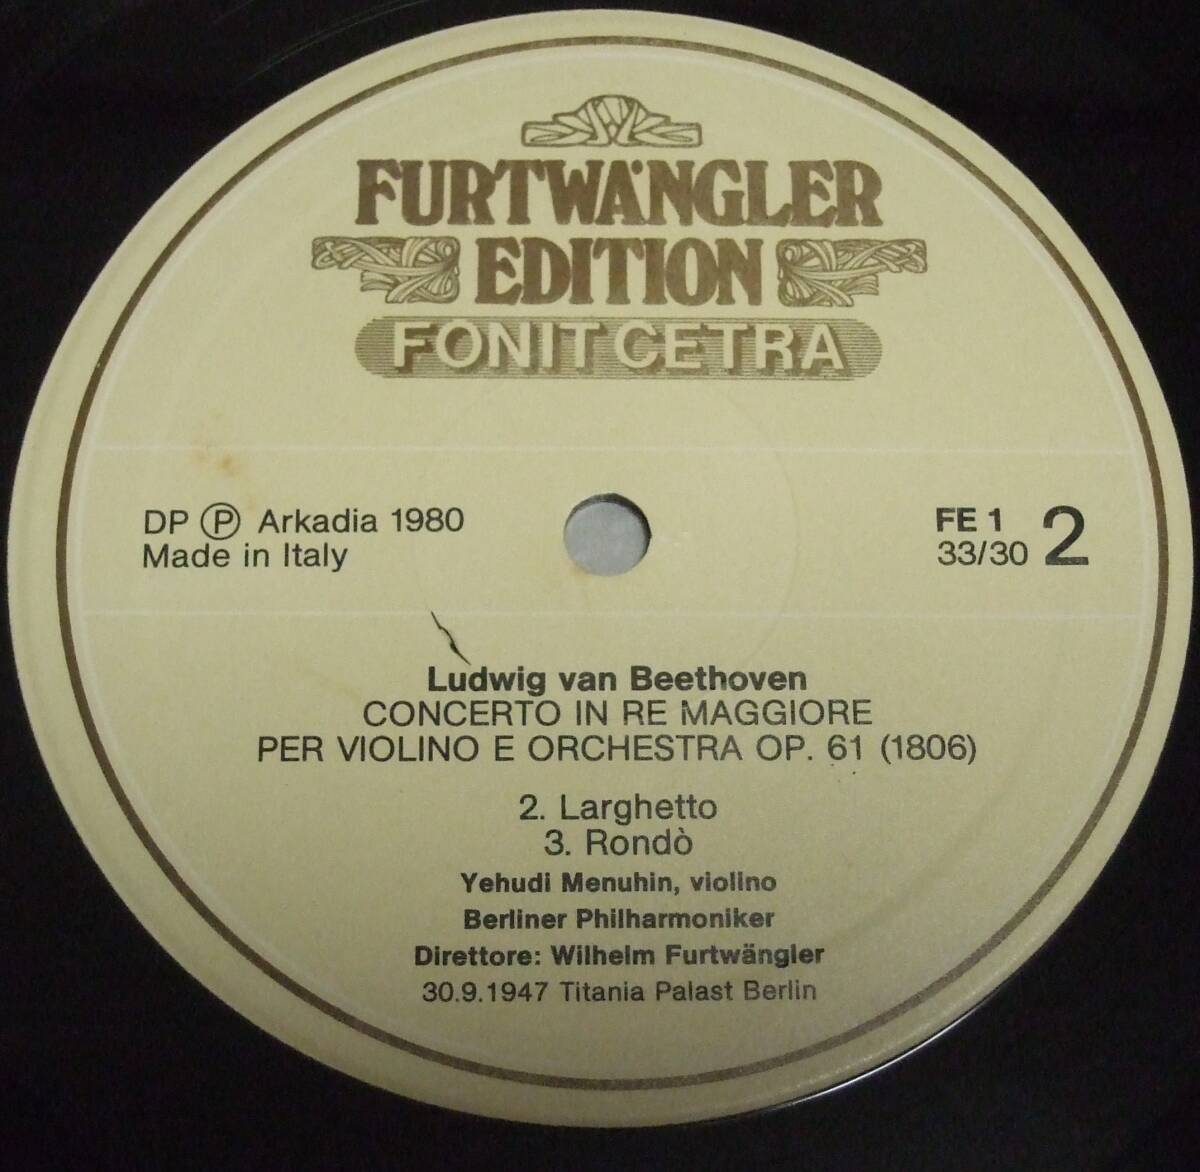 FURTWÄNGLER
EDITION
FONIT CETRA
DP Ⓟ Arkadia 1980
Made in Italy
FE 1
33/30 2
Ludwig van Beethoven
CONCERTO IN RE MAGGIORE
PER VIOLINO E ORCHESTRA OP. 61 (1806)
2. Larghetto
3. Rondò
Yehudi Menuhin, violino
Berliner Philharmoniker
Direttore: Wilhelm Furtwängler
30.9.1947 Titania Palast Berlin